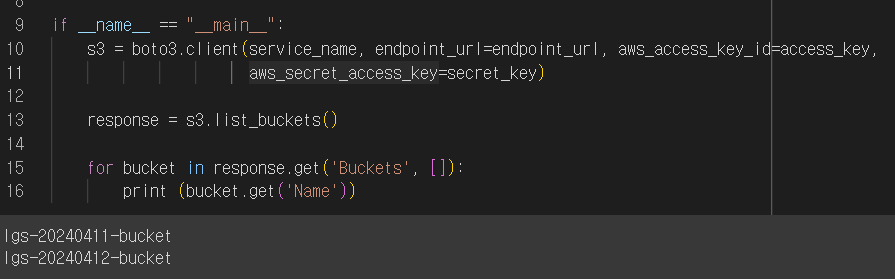 9 if __name__ == "__main__":
10 s3 = boto3.client(service_name, endpoint_url=endpoint_url, aws_access_key_id=access_key,
11 aws_secret_access_key=secret_key)
12
13 response = s3.list_buckets()
14
15 for bucket in response.get('Buckets', []):
16 print (bucket.get('Name'))
lgs-20240411-bucket
lgs-20240412-bucket